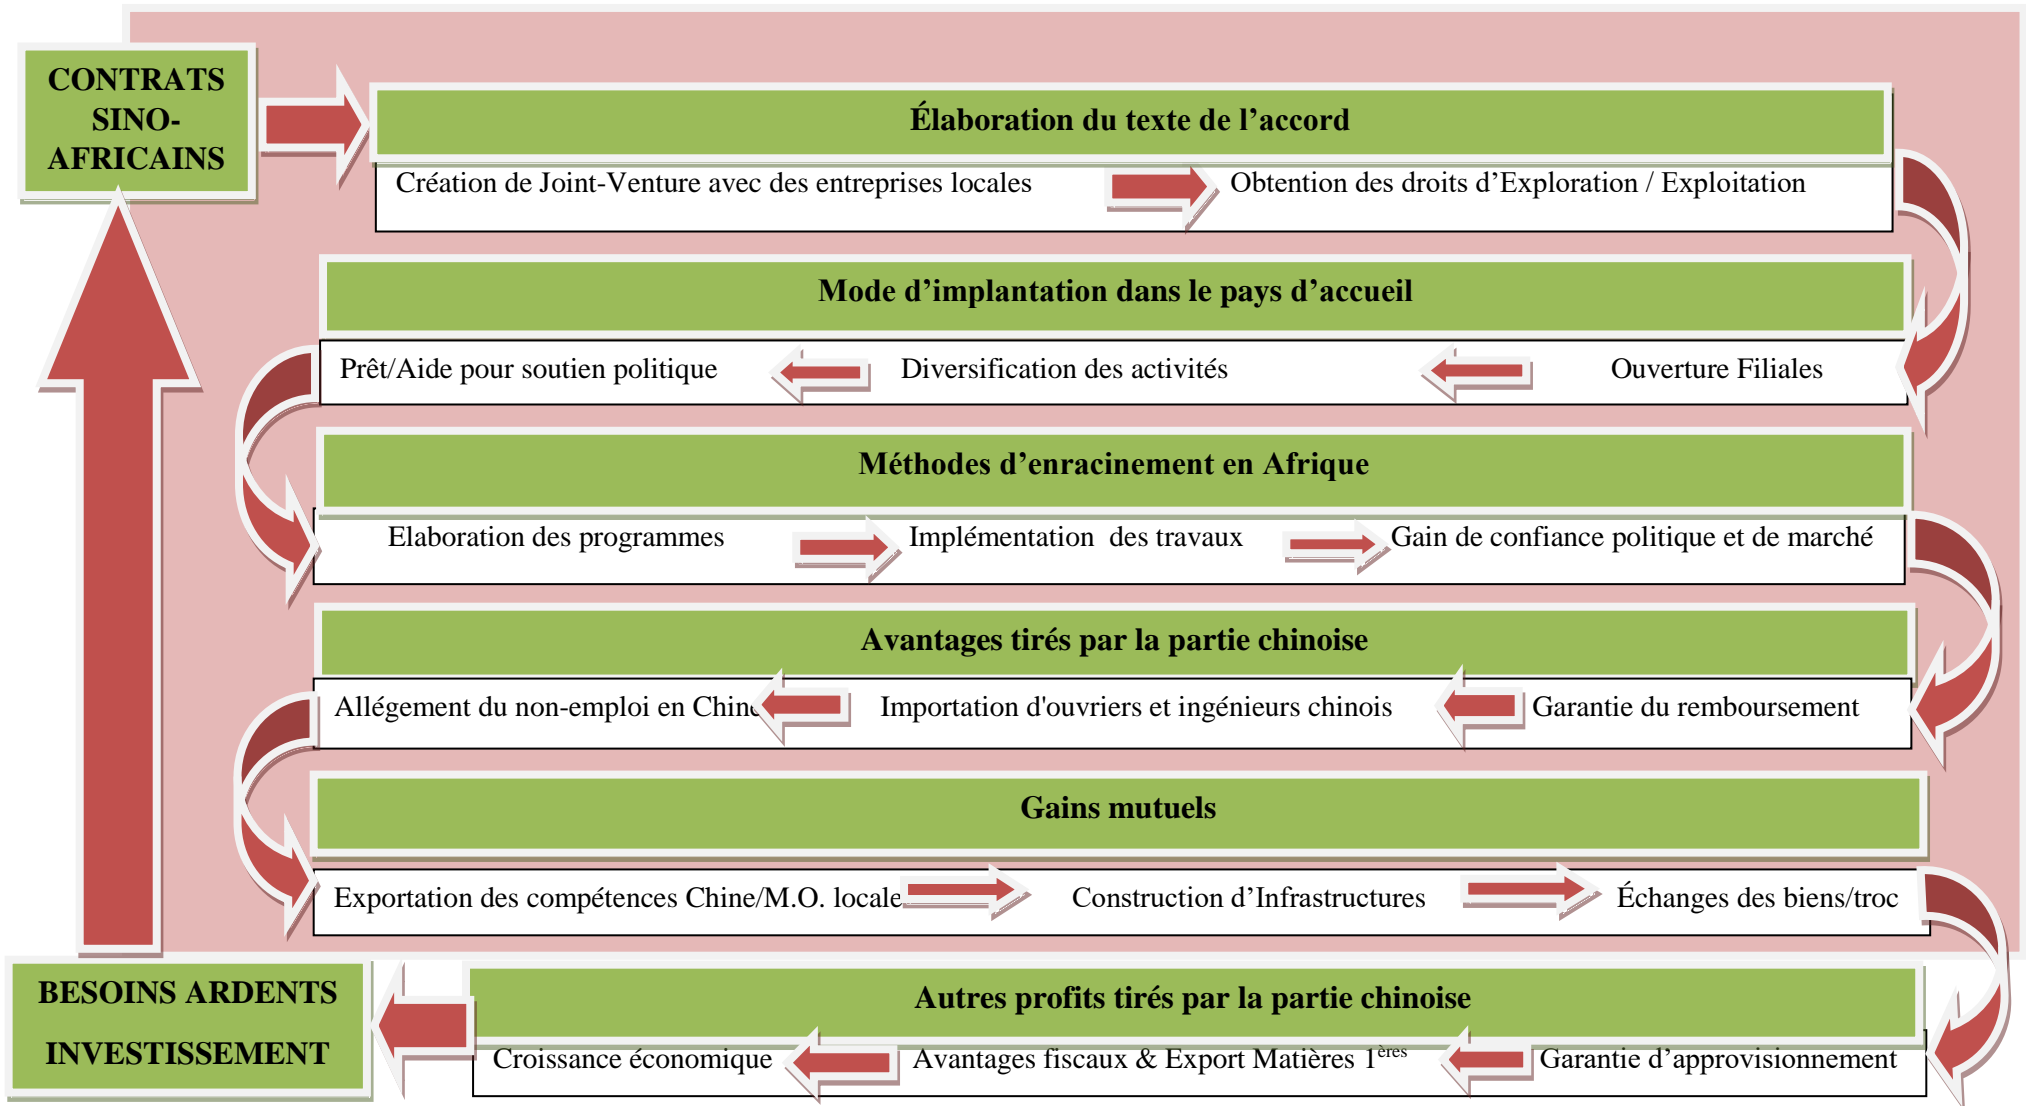 CONTRATS
SINO-
AFRICAINS
Élaboration du texte de l’accord
Création de Joint-Venture avec des entreprises locales Obtention des droits d’Exploration / Exploitation
Mode d’implantation dans le pays d’accueil
Prêt/Aide pour soutien politique Diversification des activités Ouverture Filiales
Méthodes d’enracinement en Afrique
Elaboration des programmes Implémentation des travaux Gain de confiance politique et de marché
Avantages tirés par la partie chinoise
Allégement du non-emploi en Chine Importation d'ouvriers et ingénieurs chinois Garantie du remboursement
Gains mutuels
Exportation des compétences Chine/M.O. locale Construction d’Infrastructures Échanges des biens/troc
BESOINS ARDENTS
INVESTISSEMENT
Autres profits tirés par la partie chinoise
Croissance économique Avantages fiscaux & Export Matières 1ères Garantie d’approvisionnement